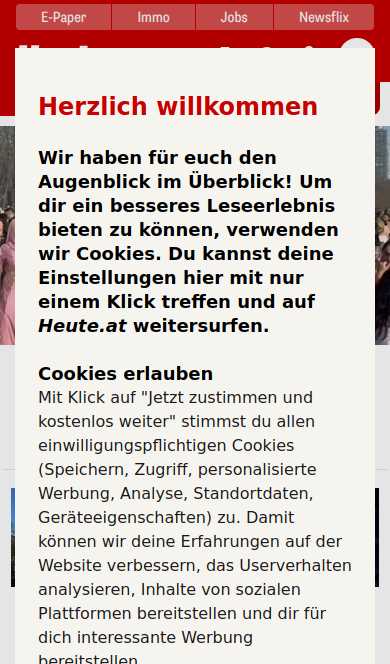 E-Paper Immo Jobs Newsflix
Herzlich willkommen
Wir haben für euch den
Augenblick im Überblick! Um
dir ein besseres Leseerlebnis
bieten zu können, verwenden
wir Cookies. Du kannst deine
Einstellungen hier mit nur
einem Klick treffen und auf
Heute.at weitersurfen.
Cookies erlauben
Mit Klick auf "Jetzt zustimmen und
kostenlos weiter" stimmst du allen
einwilligungspflichtigen Cookies
(Speichern, Zugriff, personalisierte
Werbung, Analyse, Standortdaten,
Geräteeigenschaften) zu. Damit
können wir deine Erfahrungen auf der
Website verbessern, das Userverhalten
analysieren, Inhalte von sozialen
Plattformen bereitstellen und dir für
dich interessante Werbung
bereitstellen